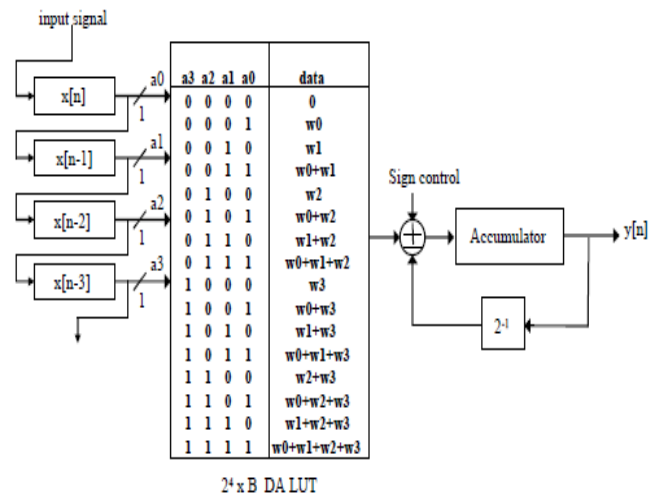 input signal
x[n]
a0
1
x[n-1]
a1
1
x[n-2]
a2
1
x[n-3]
a3
1
a3 a2 a1 a0 data
0 0 0 0 0
0 0 0 1 w0
0 0 1 0 w1
0 0 1 1 w0+w1
0 1 0 0 w2
0 1 0 1 w0+w2
0 1 1 0 w1+w2
0 1 1 1 w0+w1+w2
1 0 0 0 w3
1 0 0 1 w0+w3
1 0 1 0 w1+w3
1 0 1 1 w0+w1+w3
1 1 0 0 w2+w3
1 1 0 1 w0+w2+w3
1 1 1 0 w1+w2+w3
1 1 1 1 w0+w1+w2+w3
2⁴ x B DA LUT
Sign control
±
Accumulator
y[n]
2⁻¹